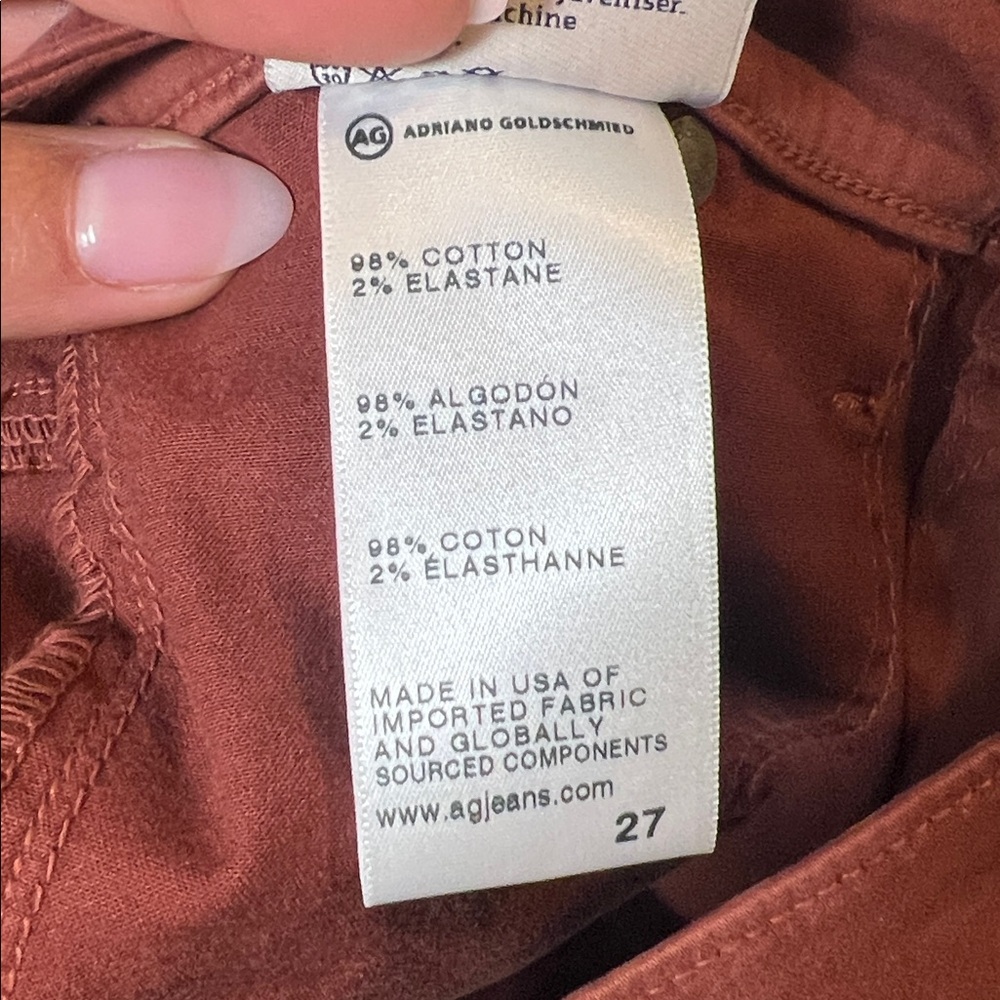 chine
30
AG ADRIANO GOLDSCHMIED
98% COTTON
2% ELASTANE
98% ALGODÓN
2% ELASTANO
98% COTON
2% ÉLASTHANNE
MADE IN USA OF
IMPORTED FABRIC
AND GLOBALLY
SOURCED COMPONENTS
www.agjeans.com
27